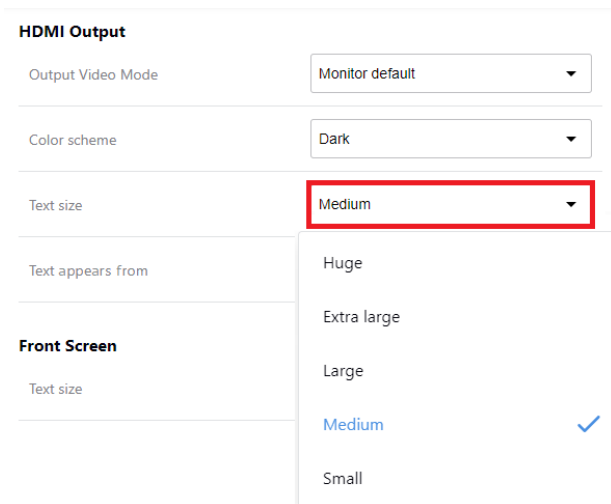 HDMI Output
Output Video Mode
Monitor default
Color scheme
Dark
Text size
Medium
Text appears from
Huge
Extra large
Large
Medium
Small
Front Screen
Text size